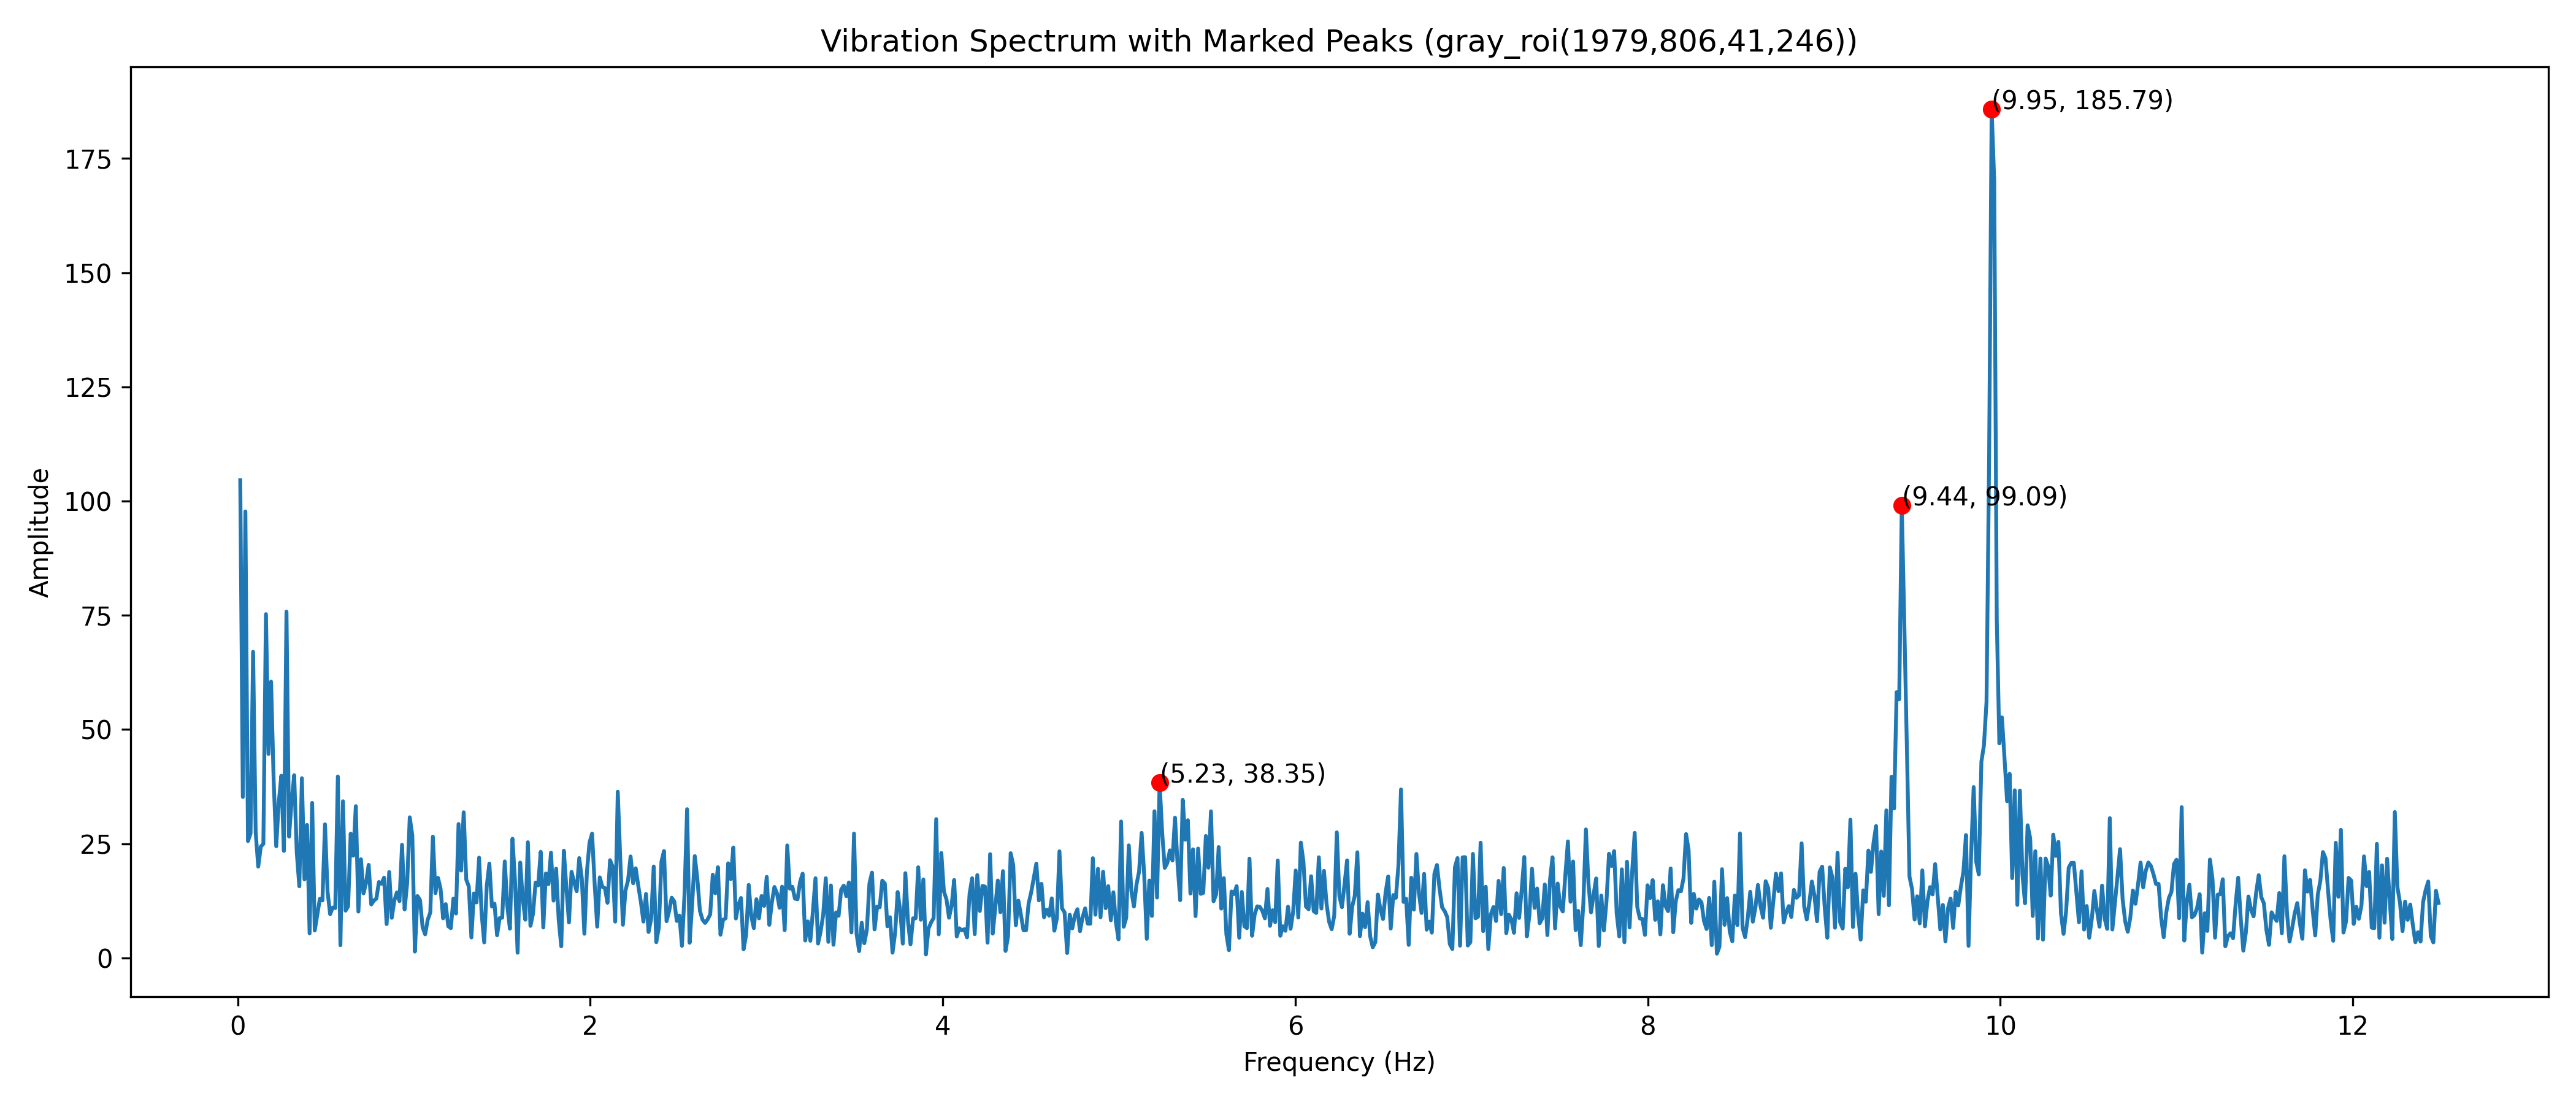 Vibration Spectrum with Marked Peaks (gray_roi(1979,806,41,246))
(9.95, 185.79)
175
150
125
100
75
50
25
0
Amplitude
(9.44, 99.09)
(5.23, 38.35)
0 2 4 6 8 10 12
Frequency (Hz)